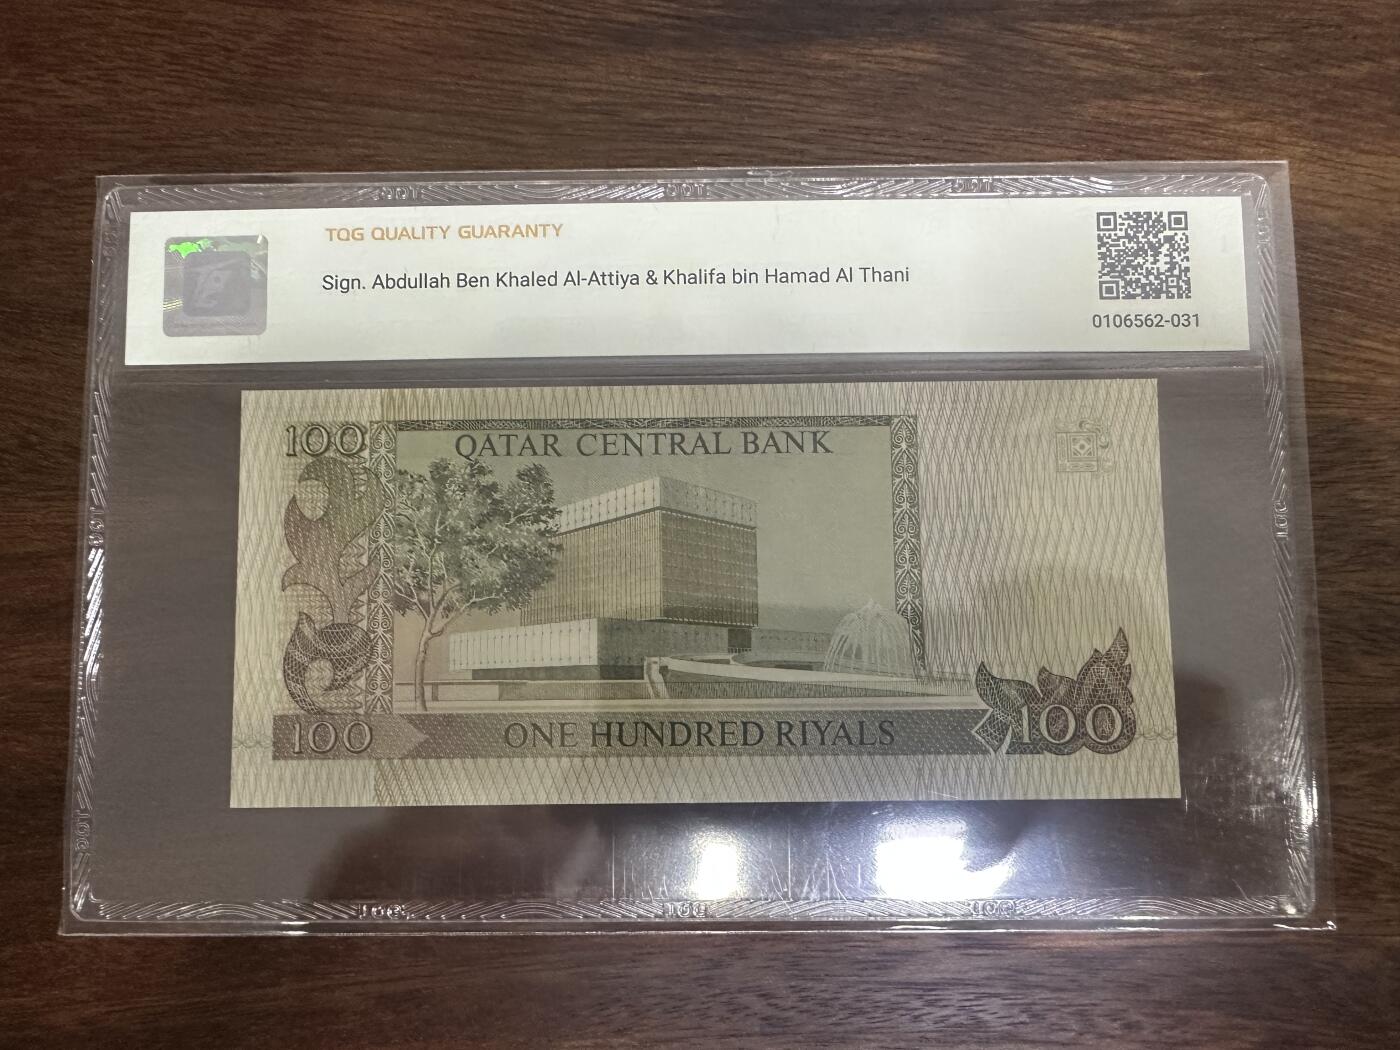 TQG QUALITY GUARANTY
Sign. Abdullah Ben Khaled Al-Attiya & Khalifa bin Hamad Al Thani
0106562-031
100
QATAR CENTRAL BANK
100
ONE HUNDRED RIYALS
100